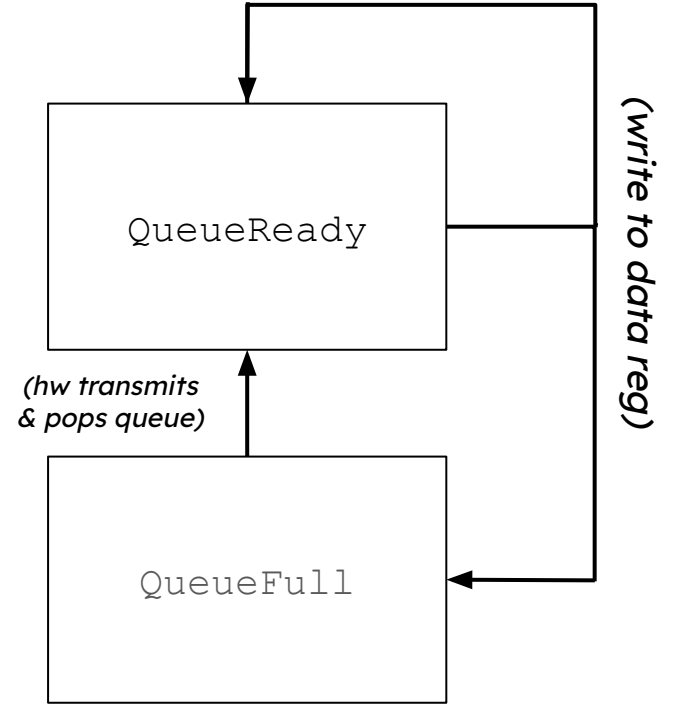 QueueReady
(write to data reg)
(hw transmits
& pops queue)
QueueFull